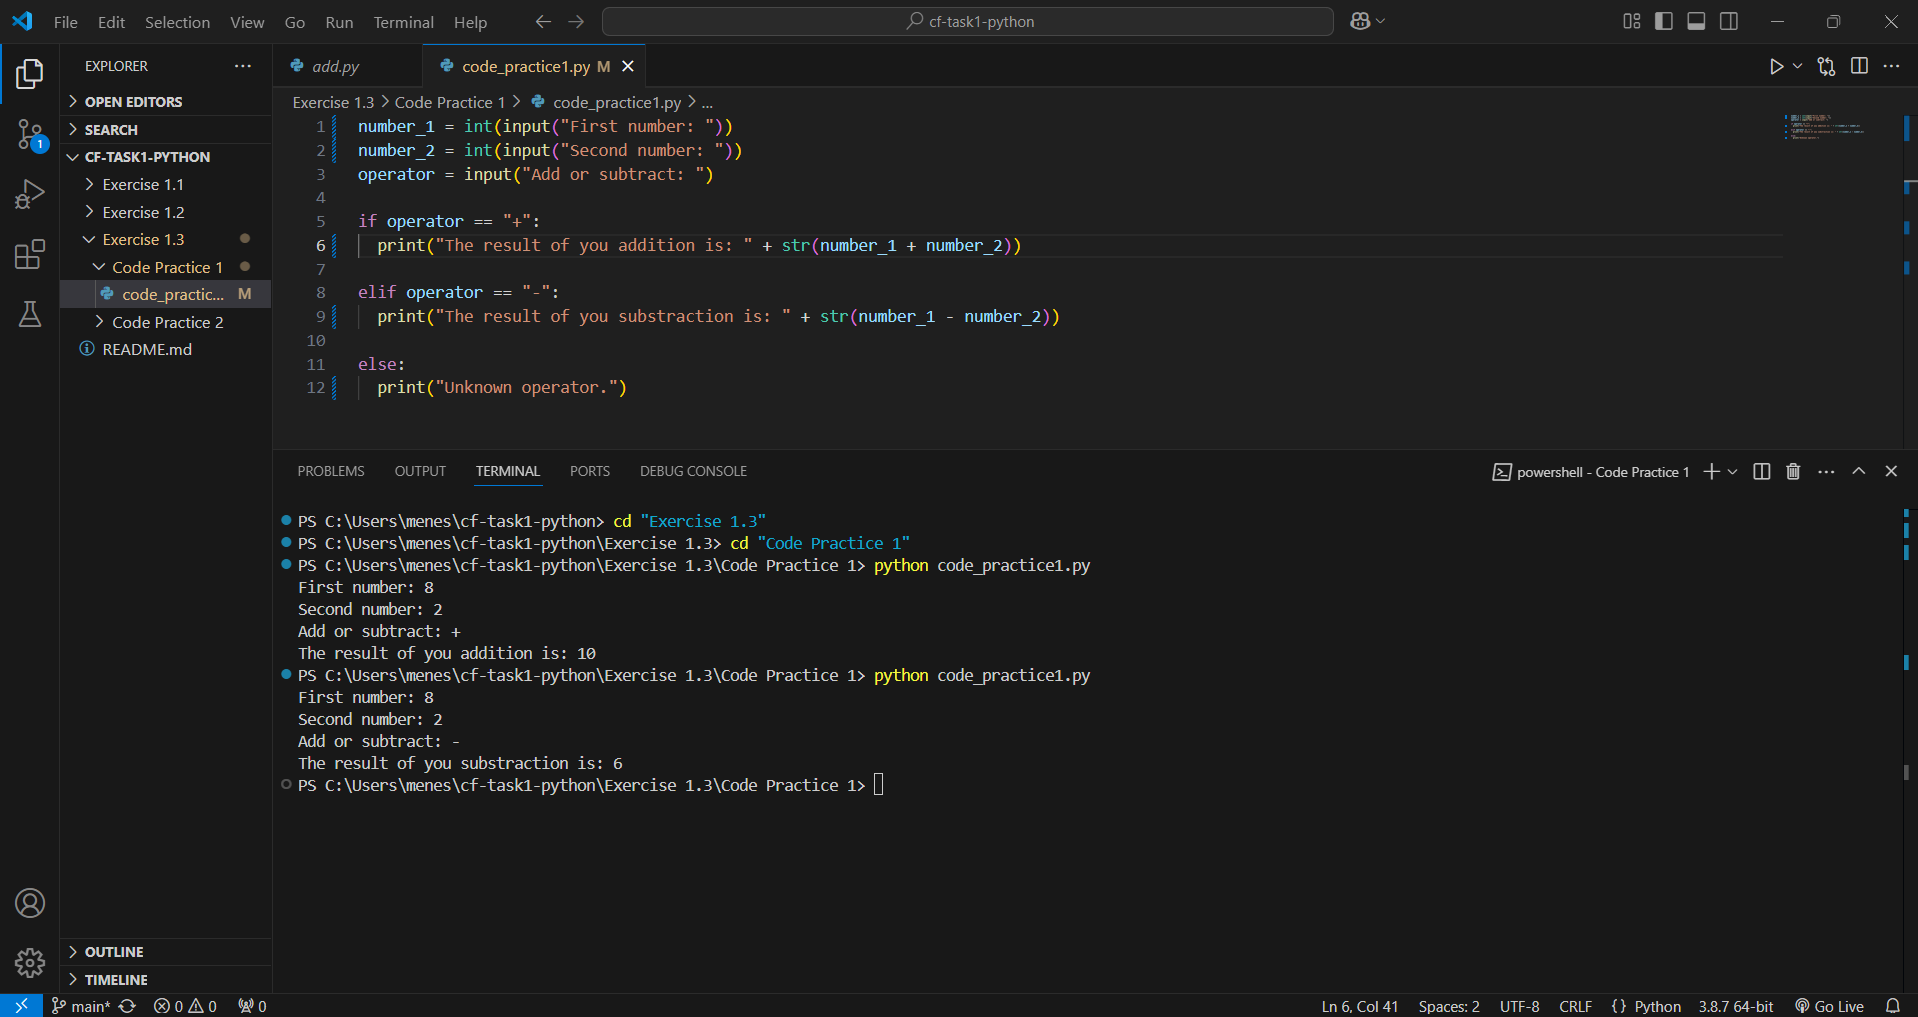 File Edit Selection View Go Run Terminal Help
cf-task1-python
EXPLORER
OPEN EDITORS
SEARCH
CF-TASK1-PYTHON
Exercise 1.1
Exercise 1.2
Exercise 1.3
Code Practice 1
code_practic... M
Code Practice 2
README.md
OUTLINE
TIMELINE
1
add.py
code_practice1.py M
Exercise 1.3 > Code Practice 1 > code_practice1.py > ...
1 number_1 = int(input("First number: "))
2 number_2 = int(input("Second number: "))
3 operator = input("Add or subtract: ")
4
5 if operator == "+":
6 print("The result of you addition is: " + str(number_1 + number_2))
7
8 elif operator == "-":
9 print("The result of you substraction is: " + str(number_1 - number_2))
10
11 else:
12 print("Unknown operator.")
PROBLEMS OUTPUT TERMINAL PORTS DEBUG CONSOLE
powershell - Code Practice 1
PS C:\Users\menes\cf-task1-python> cd "Exercise 1.3"
PS C:\Users\menes\cf-task1-python\Exercise 1.3> cd "Code Practice 1"
PS C:\Users\menes\cf-task1-python\Exercise 1.3\Code Practice 1> python code_practice1.py
First number: 8
Second number: 2
Add or subtract: +
The result of you addition is: 10
PS C:\Users\menes\cf-task1-python\Exercise 1.3\Code Practice 1> python code_practice1.py
First number: 8
Second number: 2
Add or subtract: -
The result of you substraction is: 6
PS C:\Users\menes\cf-task1-python\Exercise 1.3\Code Practice 1>
main* 0 0 0
Ln 6, Col 41 Spaces: 2 UTF-8 CRLF {} Python 3.8.7 64-bit Go Live